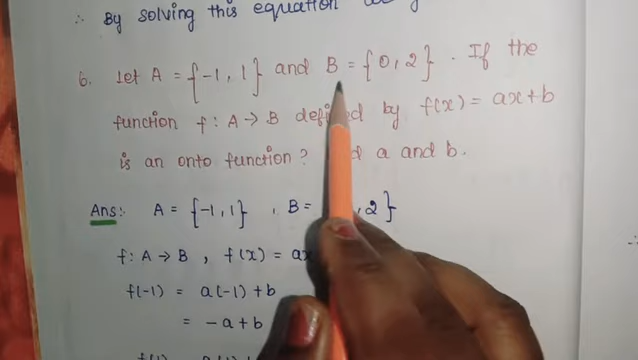 ∴ By solving this equation
6. Let A = {-1, 1} and B = {0, 2}. If the
function f: A → B defined by f(x) = ax+b
is an onto function? a and b.
Ans: A = {-1, 1}, B = , 2}
f: A → B, f(x) = ax
f(-1) = a(-1) + b
= -a + b